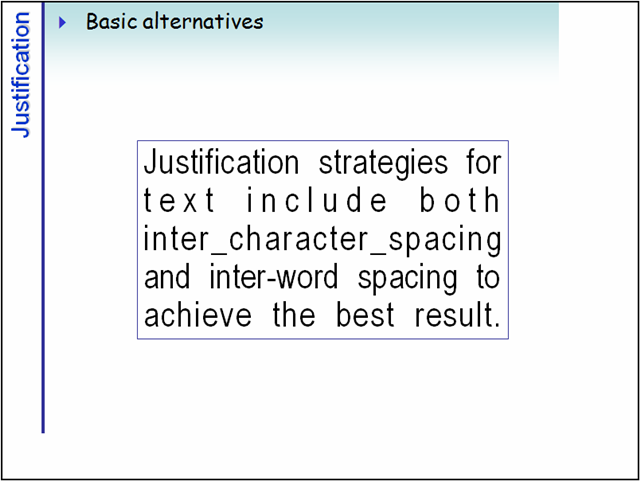 Justification
Basic alternatives
Justification strategies for
text include both
inter_character_spacing
and inter-word spacing to
achieve the best result.